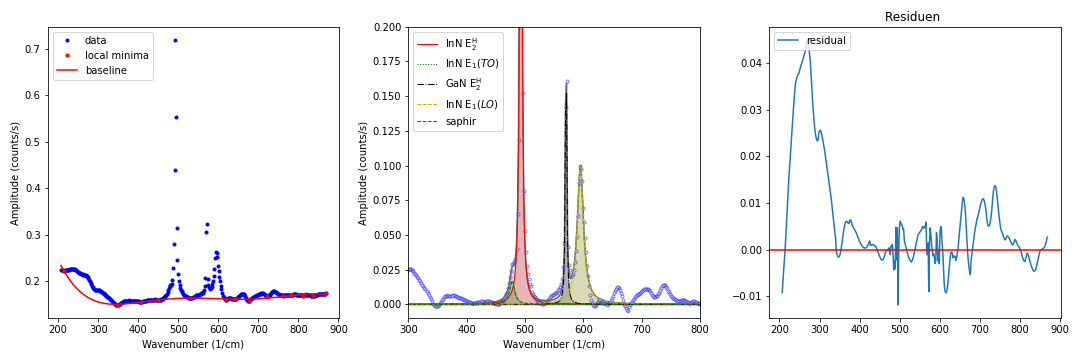 Residuen
data
local minima
baseline
0.7
0.6
0.5
0.4
0.3
0.2
200 300 400 500 600 700 800 900
Amplitude (counts/s)
Wavenumber (1/cm)
InN E₂ᴴ
InN E₁(TO)
GaN E₂ᴴ
InN E₁(LO)
saphir
0.200
0.175
0.150
0.125
0.100
0.075
0.050
0.025
0.000
300 400 500 600 700 800
Amplitude (counts/s)
Wavenumber (1/cm)
residual
0.04
0.03
0.02
0.01
0.00
−0.01
200 300 400 500 600 700 800 900